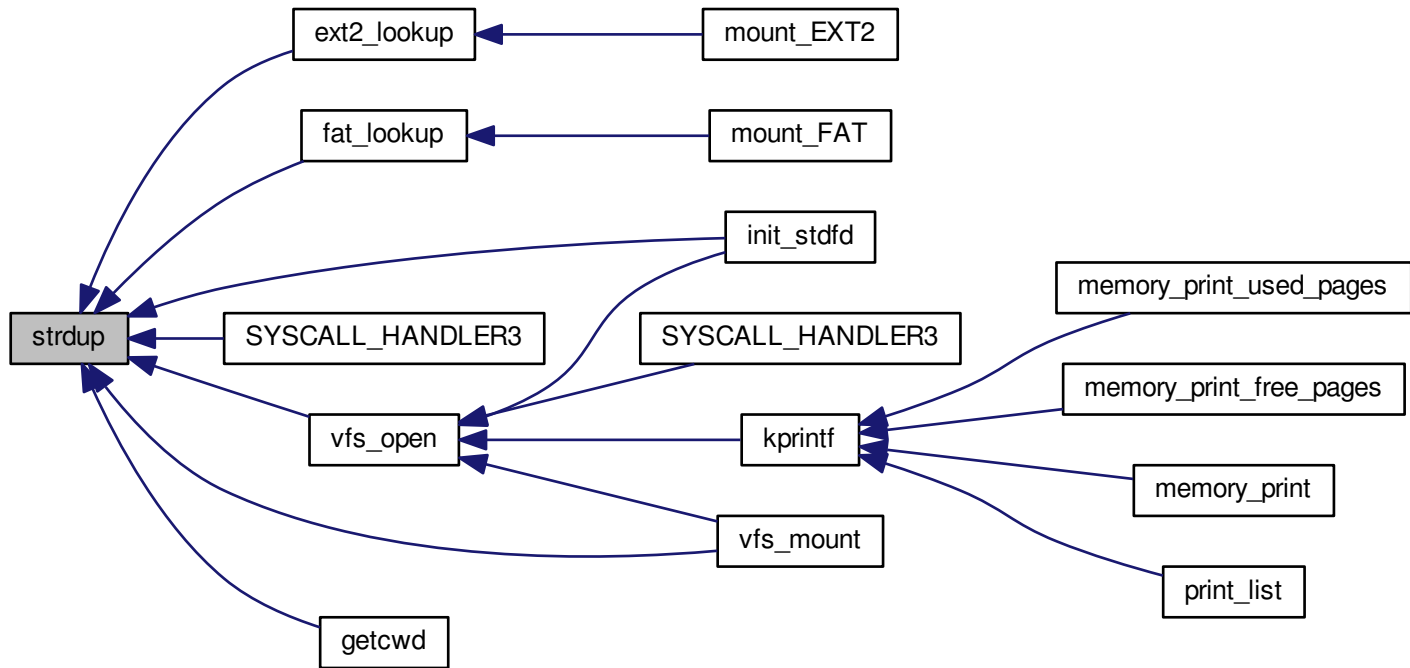 ext2_lookup
mount_EXT2
fat_lookup
mount_FAT
init_stdfd
memory_print_used_pages
strdup
SYSCALL_HANDLER3
SYSCALL_HANDLER3
memory_print_free_pages
vfs_open
kprintf
memory_print
vfs_mount
print_list
getcwd